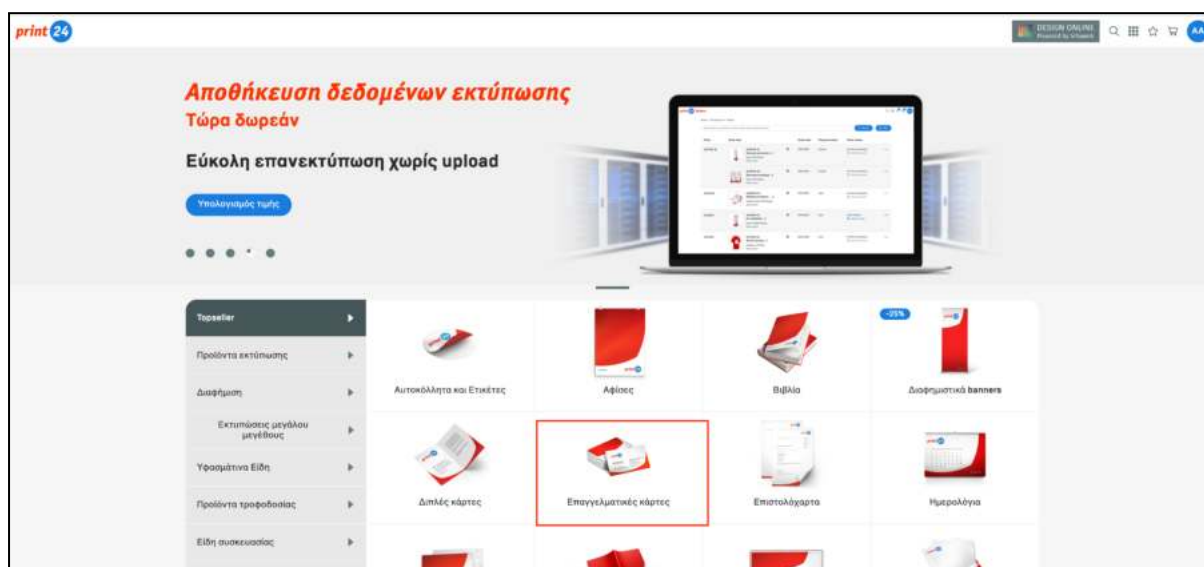 print 24
DESIGN ONLINE
AA
Αποθήκευση δεδομένων εκτύπωσης
Τώρα δωρεάν
Εύκολη επανεκτύπωση χωρίς upload
Υπολογισμός τιμής
Topseller
Προϊόντα εκτύπωσης
Διαφήμιση
Εκτυπώσεις μεγάλου
μεγέθους
Υφασμάτινα Είδη
Προϊόντα τροφοδοσίας
Είδη συσκευασίας
Αυτοκόλλητα και Ετικέτες
Αφίσες
Βιβλία
-25%
Διαφημιστικά banners
Διπλές κάρτες
Επαγγελματικές κάρτες
Επιστολόχαρτα
Ημερολόγια